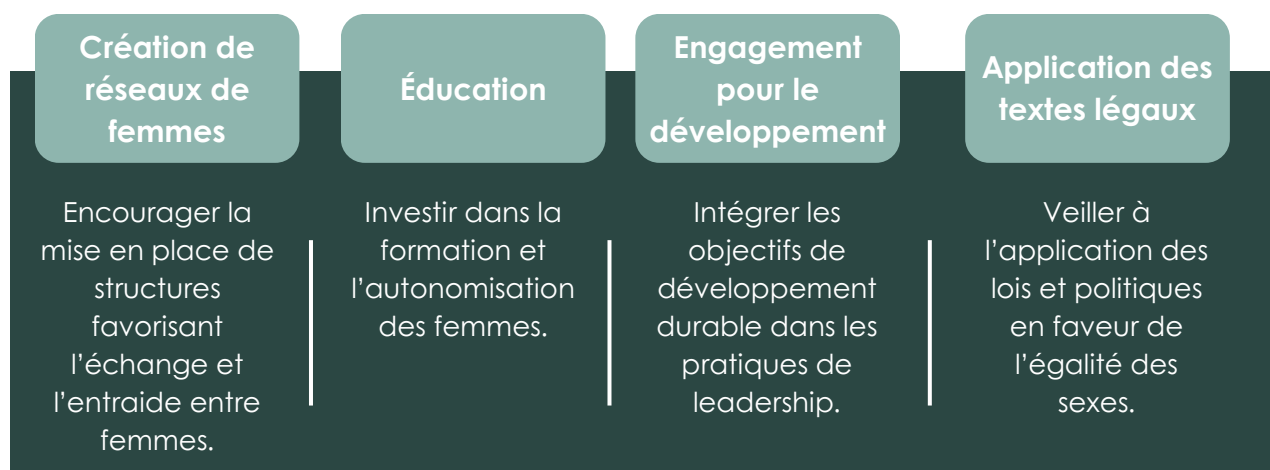 Création de
réseaux de
femmes
Encourager la
mise en place de
structures
favorisant
l’échange et
l’entraide entre
femmes.
Éducation
Investir dans la
formation et
l’autonomisation
des femmes.
Engagement
pour le
développement
Intégrer les
objectifs de
développement
durable dans les
pratiques de
leadership.
Application des
textes légaux
Veiller à
l’application des
lois et politiques
en faveur de
l’égalité des
sexes.